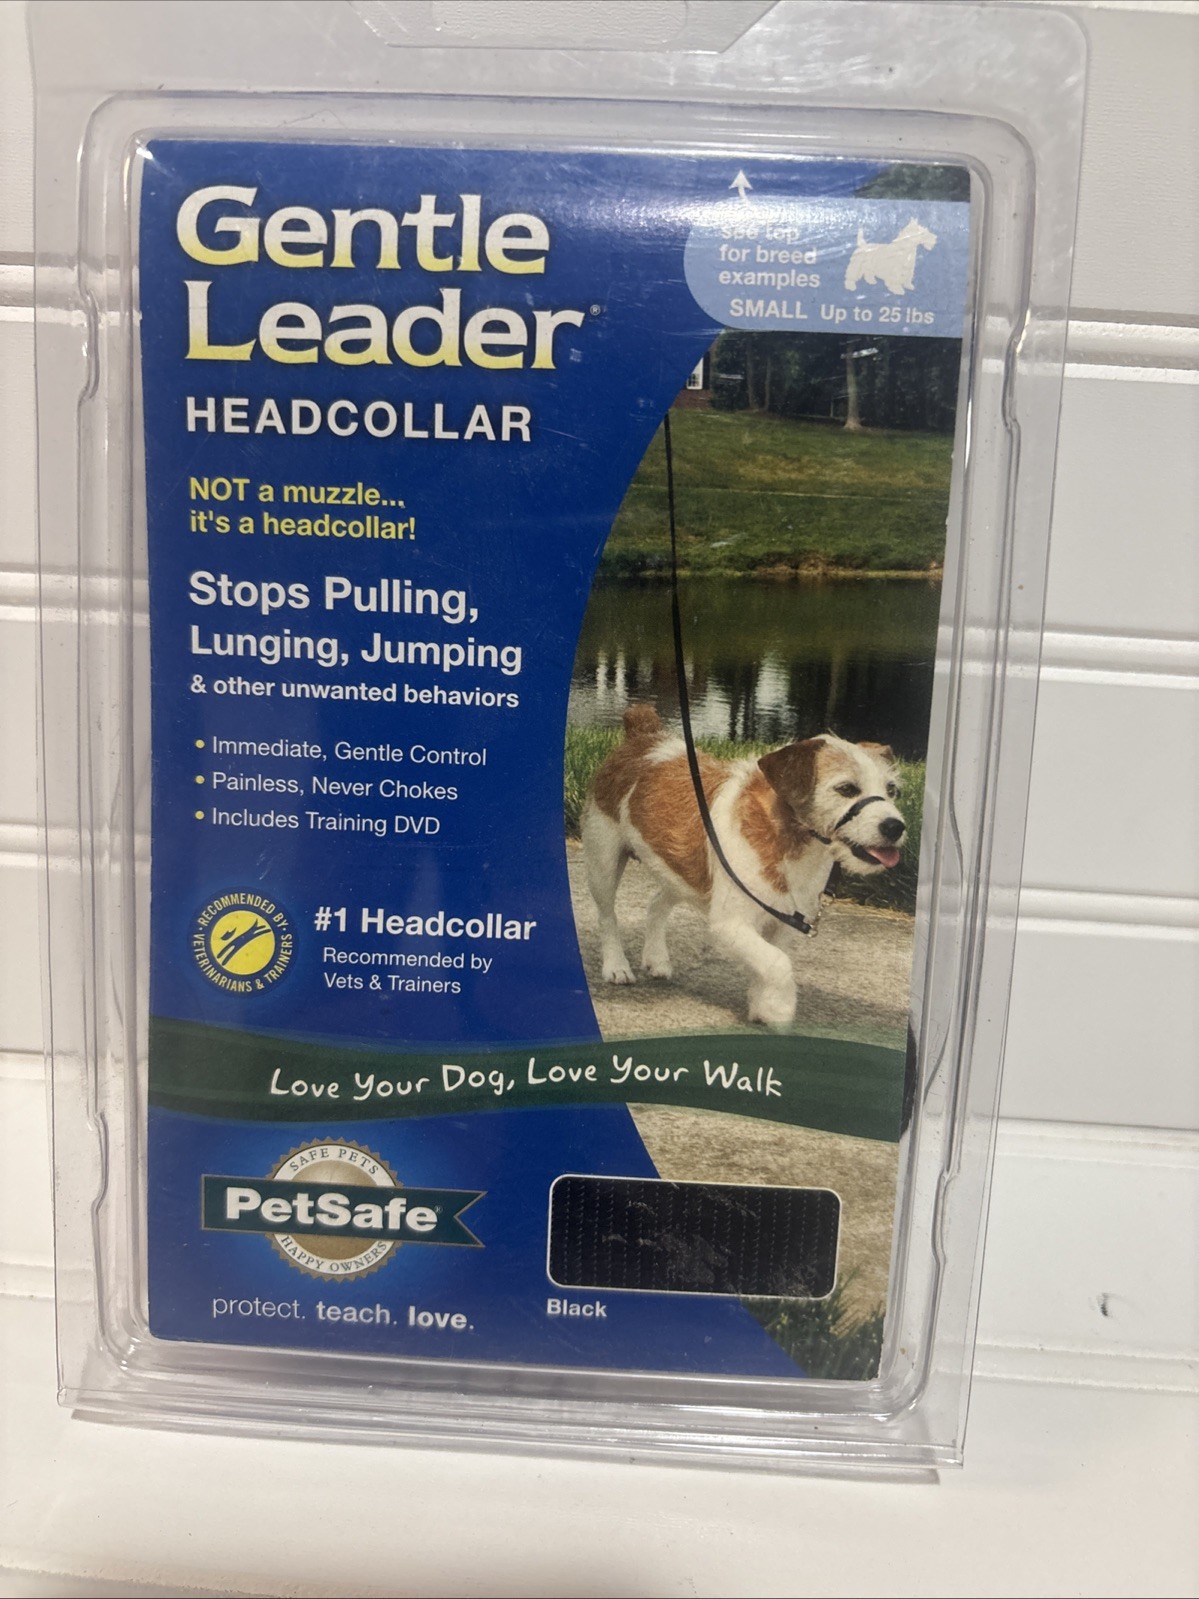 Gentle
Leader®
HEADCOLLAR
see top
for breed
examples
SMALL Up to 25 lbs
NOT a muzzle...
it's a headcollar!
Stops Pulling,
Lunging, Jumping
& other unwanted behaviors
• Immediate, Gentle Control
• Painless, Never Chokes
• Includes Training DVD
RECOMMENDED BY
VETERINARIANS & TRAINERS
#1 Headcollar
Recommended by
Vets & Trainers
Love Your Dog, Love Your Walk
SAFE PETS
PetSafe®
HAPPY OWNERS
protect. teach. love.
Black